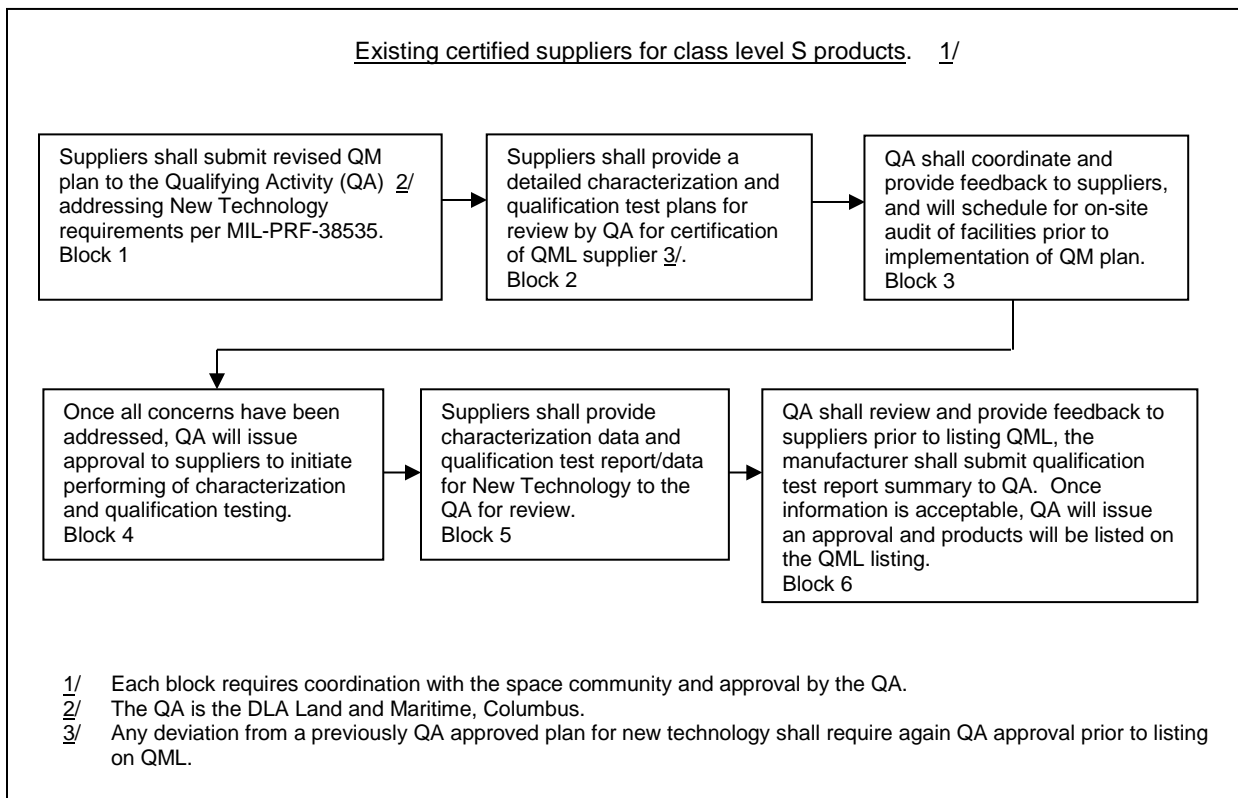 Existing certified suppliers for class level S products. 1/
Suppliers shall submit revised QM
plan to the Qualifying Activity (QA) 2/
addressing New Technology
requirements per MIL-PRF-38535.
Block 1
Suppliers shall provide a
detailed characterization and
qualification test plans for
review by QA for certification
of QML supplier 3/.
Block 2
QA shall coordinate and
provide feedback to suppliers,
and will schedule for on-site
audit of facilities prior to
implementation of QM plan.
Block 3
Once all concerns have been
addressed, QA will issue
approval to suppliers to initiate
performing of characterization
and qualification testing.
Block 4
Suppliers shall provide
characterization data and
qualification test report/data
for New Technology to the
QA for review.
Block 5
QA shall review and provide feedback to
suppliers prior to listing QML, the
manufacturer shall submit qualification
test report summary to QA. Once
information is acceptable, QA will issue
an approval and products will be listed on
the QML listing.
Block 6
1/ Each block requires coordination with the space community and approval by the QA.
2/ The QA is the DLA Land and Maritime, Columbus.
3/ Any deviation from a previously QA approved plan for new technology shall require again QA approval prior to listing
on QML.